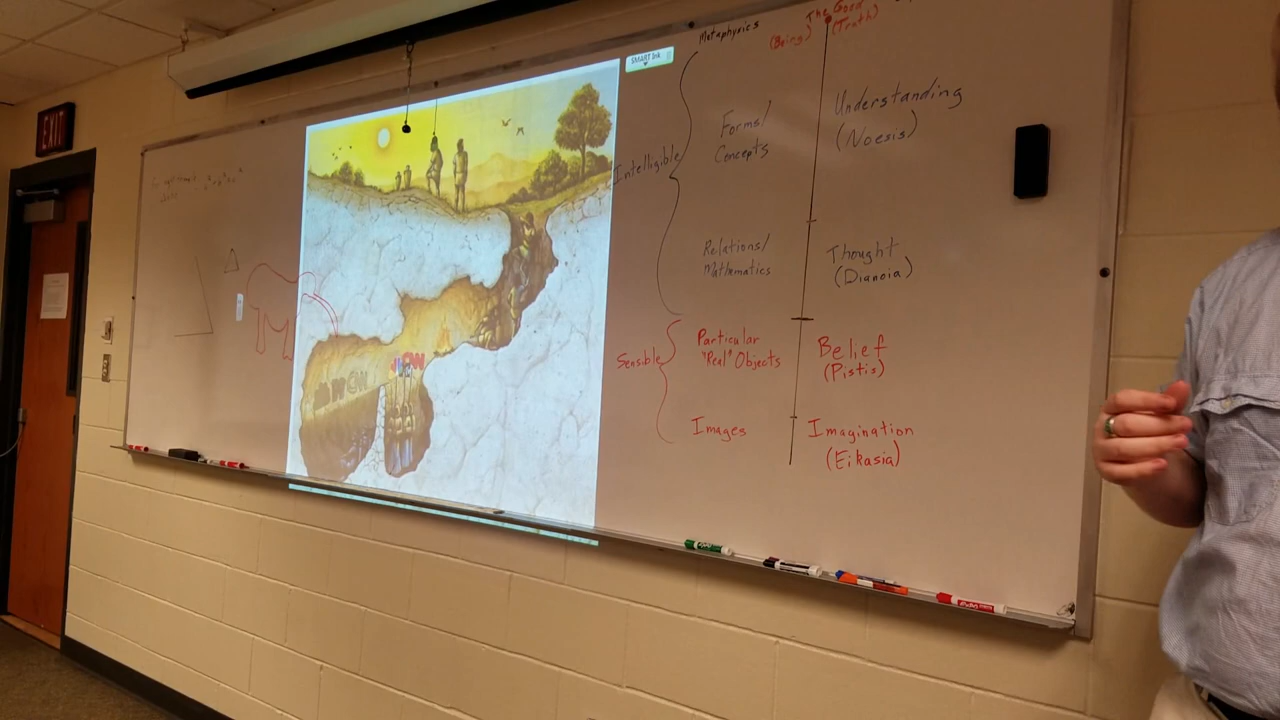 EXIT
SMART Ink
Metaphysics
The Good
(Being)
(Truth)
Intelligible
Forms/
Concepts
Understanding
(Noesis)
Relations/
Mathematics
Thought
(Dianoia)
Sensible
Particular
"Real" Objects
Belief
(Pistis)
Images
Imagination
(Eikasia)